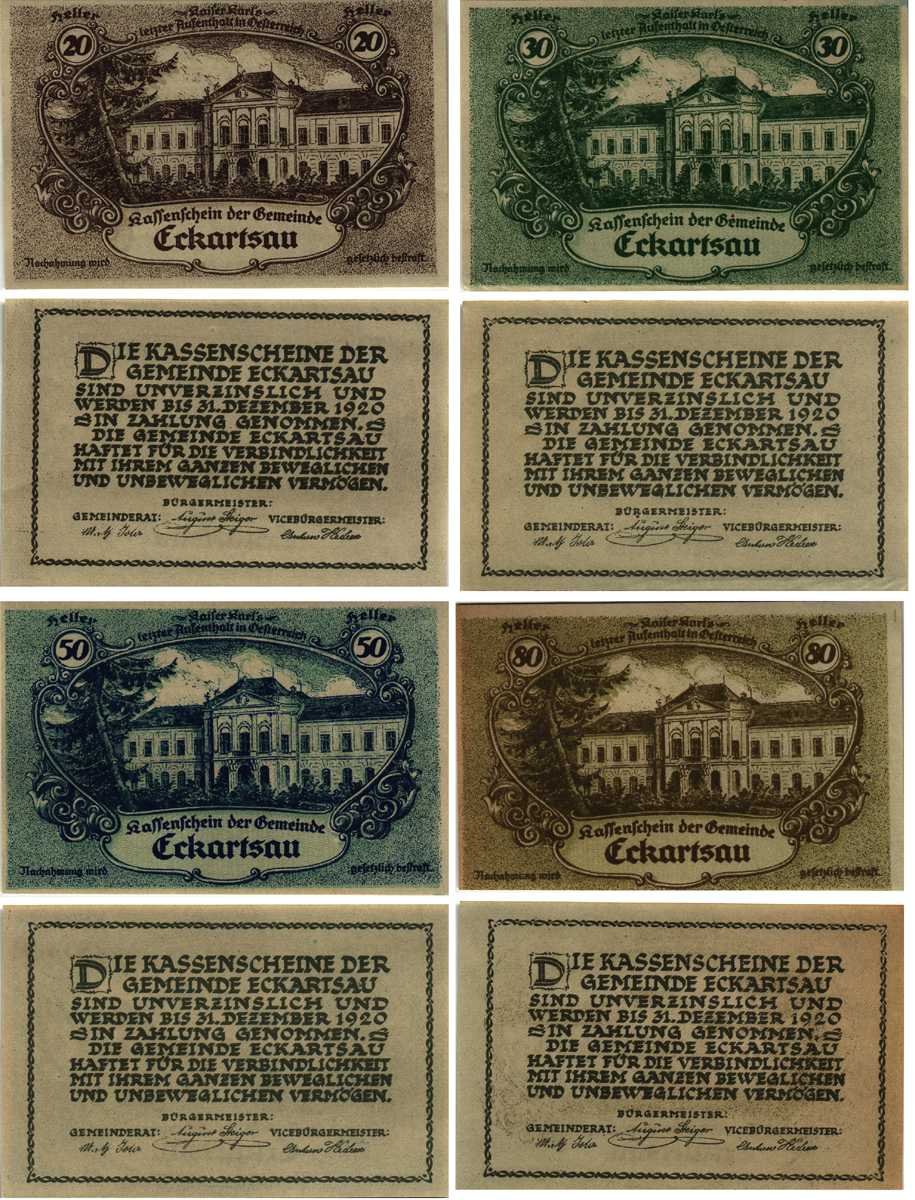 Heller Kaiser Karl's Heller
20 letzter Aufenthalt in Oesterreich 20
Kassenschein der Gemeinde
Eckartsau
Nachahmung wird gesetzlich bestraft.
Heller Kaiser Karl's Heller
30 letzter Aufenthalt in Oesterreich 30
Kassenschein der Gemeinde
Eckartsau
Nachahmung wird gesetzlich bestraft.
DIE KASSENSCHEINE DER
GEMEINDE ECKARTSAU
SIND UNVERZINSLICH UND
WERDEN BIS 31. DEZEMBER 1920
IN ZAHLUNG GENOMMEN.
DIE GEMEINDE ECKARTSAU
HAFTET FÜR DIE VERBINDLICHKEIT
MIT IHREM GANZEN BEWEGLICHEN
UND UNBEWEGLICHEN VERMÖGEN.
BÜRGERMEISTER:
GEMEINDERAT: VICEBÜRGERMEISTER:
DIE KASSENSCHEINE DER
GEMEINDE ECKARTSAU
SIND UNVERZINSLICH UND
WERDEN BIS 31. DEZEMBER 1920
IN ZAHLUNG GENOMMEN.
DIE GEMEINDE ECKARTSAU
HAFTET FÜR DIE VERBINDLICHKEIT
MIT IHREM GANZEN BEWEGLICHEN
UND UNBEWEGLICHEN VERMÖGEN.
BÜRGERMEISTER:
GEMEINDERAT: VICEBÜRGERMEISTER:
Heller Kaiser Karl's Heller
50 letzter Aufenthalt in Oesterreich 50
Kassenschein der Gemeinde
Eckartsau
Nachahmung wird gesetzlich bestraft.
Heller Kaiser Karl's Heller
80 letzter Aufenthalt in Oesterreich 80
Kassenschein der Gemeinde
Eckartsau
Nachahmung wird gesetzlich bestraft.
DIE KASSENSCHEINE DER
GEMEINDE ECKARTSAU
SIND UNVERZINSLICH UND
WERDEN BIS 31. DEZEMBER 1920
IN ZAHLUNG GENOMMEN.
DIE GEMEINDE ECKARTSAU
HAFTET FÜR DIE VERBINDLICHKEIT
MIT IHREM GANZEN BEWEGLICHEN
UND UNBEWEGLICHEN VERMÖGEN.
BÜRGERMEISTER:
GEMEINDERAT: VICEBÜRGERMEISTER:
DIE KASSENSCHEINE DER
GEMEINDE ECKARTSAU
SIND UNVERZINSLICH UND
WERDEN BIS 31. DEZEMBER 1920
IN ZAHLUNG GENOMMEN.
DIE GEMEINDE ECKARTSAU
HAFTET FÜR DIE VERBINDLICHKEIT
MIT IHREM GANZEN BEWEGLICHEN
UND UNBEWEGLICHEN VERMÖGEN.
BÜRGERMEISTER:
GEMEINDERAT: VICEBÜRGERMEISTER: